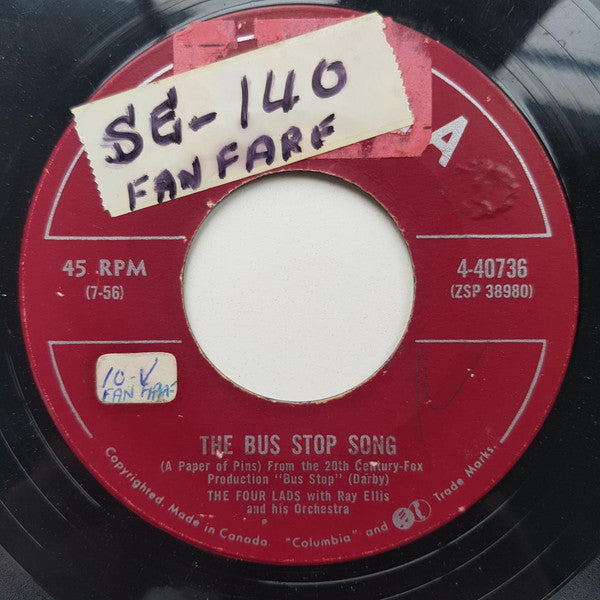 SE-140
FANFARE
A
45 RPM
(7-56)
4-40736
(ZSP 38980)
10-V
FAN FARE
THE BUS STOP SONG
(A Paper of Pins) From the 20th Century-Fox
Production "Bus Stop" (Darby)
THE FOUR LADS with Ray Ellis
and his Orchestra
Copyrighted. Made in Canada. "Columbia" and Trade Marks.